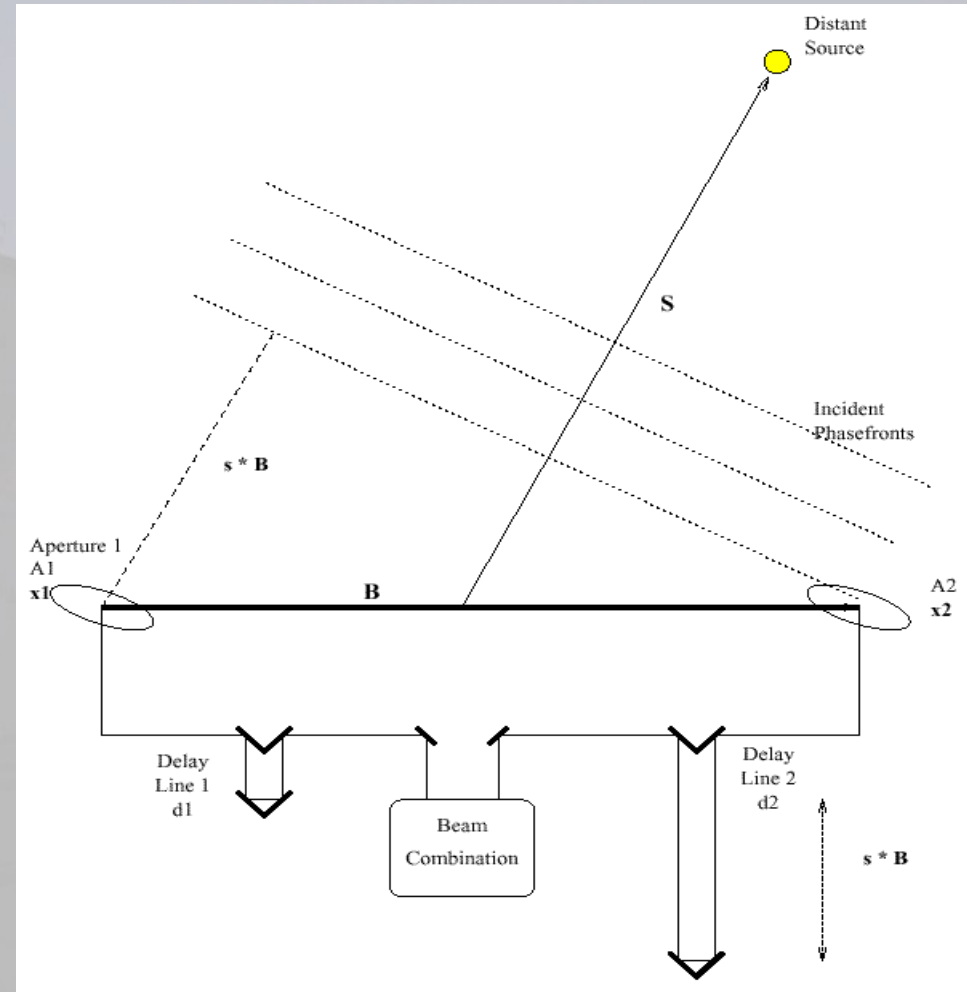 Distant
Source
S
Incident
Phasefronts
s * B
Aperture 1
A1
x1
B
A2
x2
Delay
Line 1
d1
Beam
Combination
Delay
Line 2
d2
s * B